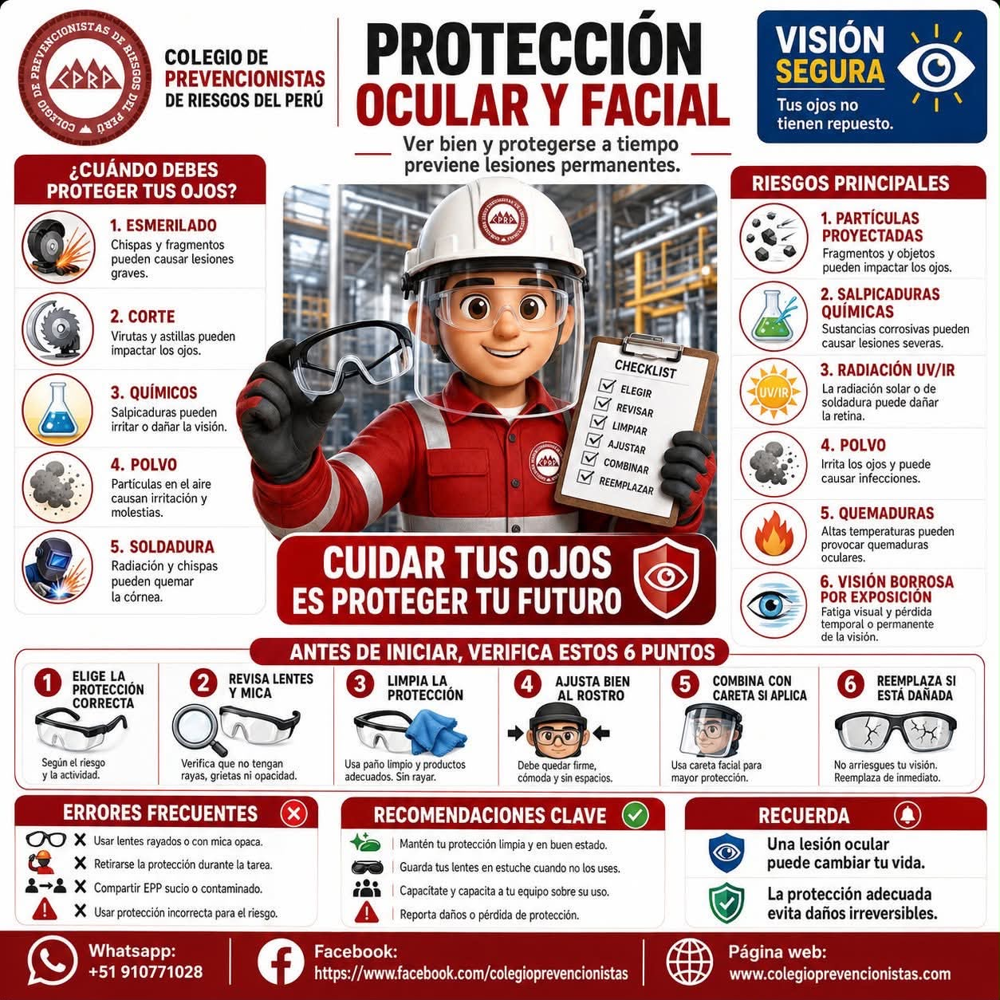 COLEGIO DE PREVENCIONISTAS DE RIESGOS DEL PERÚ
CPRP
COLEGIO DE
PREVENCIONISTAS
DE RIESGOS DEL PERÚ
PROTECCIÓN
OCULAR Y FACIAL
Ver bien y protegerse a tiempo
previene lesiones permanentes.
VISIÓN
SEGURA
Tus ojos no
tienen repuesto.
¿CUÁNDO DEBES
PROTEGER TUS OJOS?
1. ESMERILADO
Chispas y fragmentos
pueden causar lesiones
graves.
2. CORTE
Virutas y astillas pueden
impactar los ojos.
3. QUÍMICOS
Salpicaduras pueden
irritar o dañar la visión.
4. POLVO
Partículas en el aire
causan irritación y
molestias.
5. SOLDADURA
Radiación y chispas
pueden quemar
la córnea.
CPRP
CHECKLIST
ELEGIR
REVISAR
LIMPIAR
AJUSTAR
COMBINAR
REEMPLAZAR
CPRP
CUIDAR TUS OJOS
ES PROTEGER TU FUTURO
RIESGOS PRINCIPALES
1. PARTÍCULAS
PROYECTADAS
Fragmentos y objetos
pueden impactar los ojos.
2. SALPICADURAS
QUÍMICAS
Sustancias corrosivas pueden
causar lesiones severas.
UV/IR
3. RADIACIÓN UV/IR
La radiación solar o de
soldadura puede dañar
la retina.
4. POLVO
Irrita los ojos y puede
causar infecciones.
5. QUEMADURAS
Altas temperaturas pueden
provocar quemaduras
oculares.
6. VISIÓN BORROSA
POR EXPOSICIÓN
Fatiga visual y pérdida
temporal o permanente
de la visión.
ANTES DE INICIAR, VERIFICA ESTOS 6 PUNTOS
1 ELIGE LA
PROTECCIÓN
CORRECTA
Según el riesgo
y la actividad.
2 REVISA LENTES
Y MICA
Verifica que no tengan
rayas, grietas ni opacidad.
3 LIMPIA LA
PROTECCIÓN
Usa paño limpio y productos
adecuados. Sin rayar.
4 AJUSTA BIEN
AL ROSTRO
Debe quedar firme,
cómoda y sin espacios.
5 COMBINA CON
CARETA SI APLICA
Usa careta facial para
mayor protección.
6 REEMPLAZA SI
ESTÁ DAÑADA
No arriesgues tu visión.
Reemplaza de inmediato.
ERRORES FRECUENTES
Usar lentes rayados o con mica opaca.
Retirarse la protección durante la tarea.
Compartir EPP sucio o contaminado.
Usar protección incorrecta para el riesgo.
RECOMENDACIONES CLAVE
Mantén tu protección limpia y en buen estado.
Guarda tus lentes en estuche cuando no los uses.
Capacítate y capacita a tu equipo sobre su uso.
Reporta daños o pérdida de protección.
RECUERDA
Una lesión ocular
puede cambiar tu vida.
La protección adecuada
evita daños irreversibles.
Whatsapp:
+51 910771028
Facebook:
https://www.facebook.com/colegioprevencionistas
Página web:
www.colegioprevencionistas.com